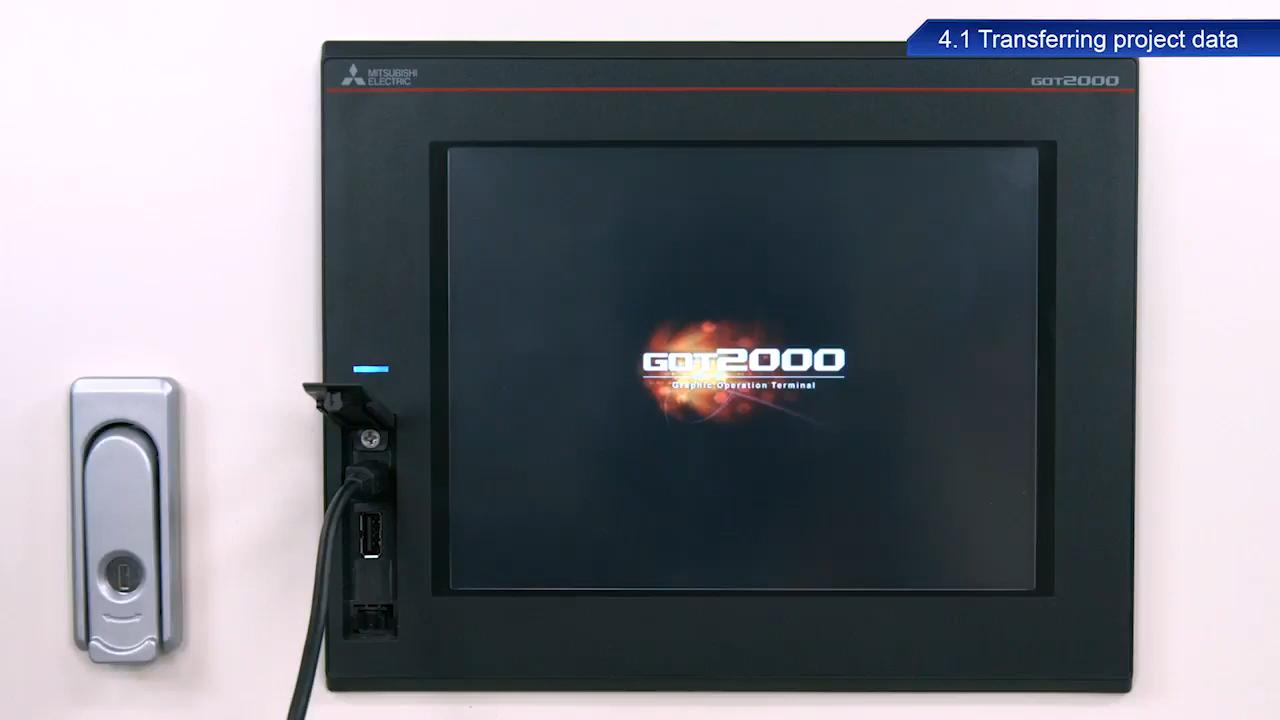 4.1 Transferring project data
MITSUBISHI
ELECTRIC
GOT2000
GOT2000
Graphic Operation Terminal